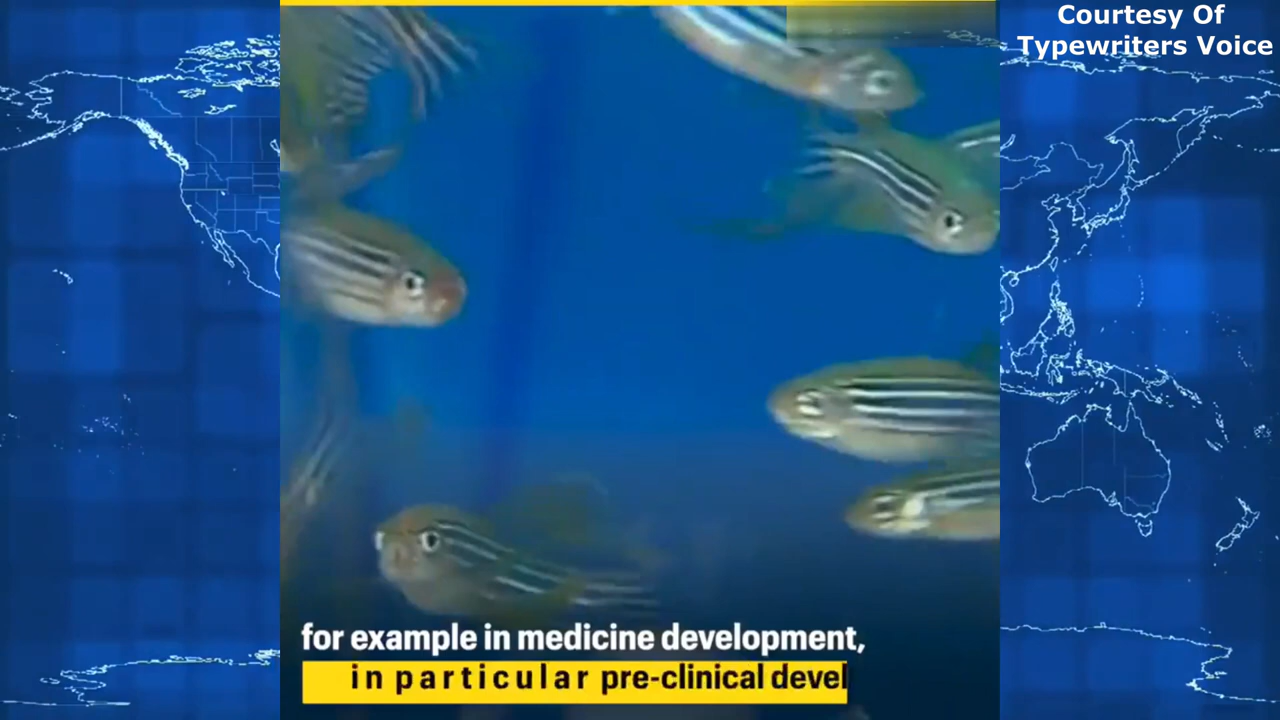 Courtesy Of
Typewriters Voice
for example in medicine development,
in particular pre-clinical devel